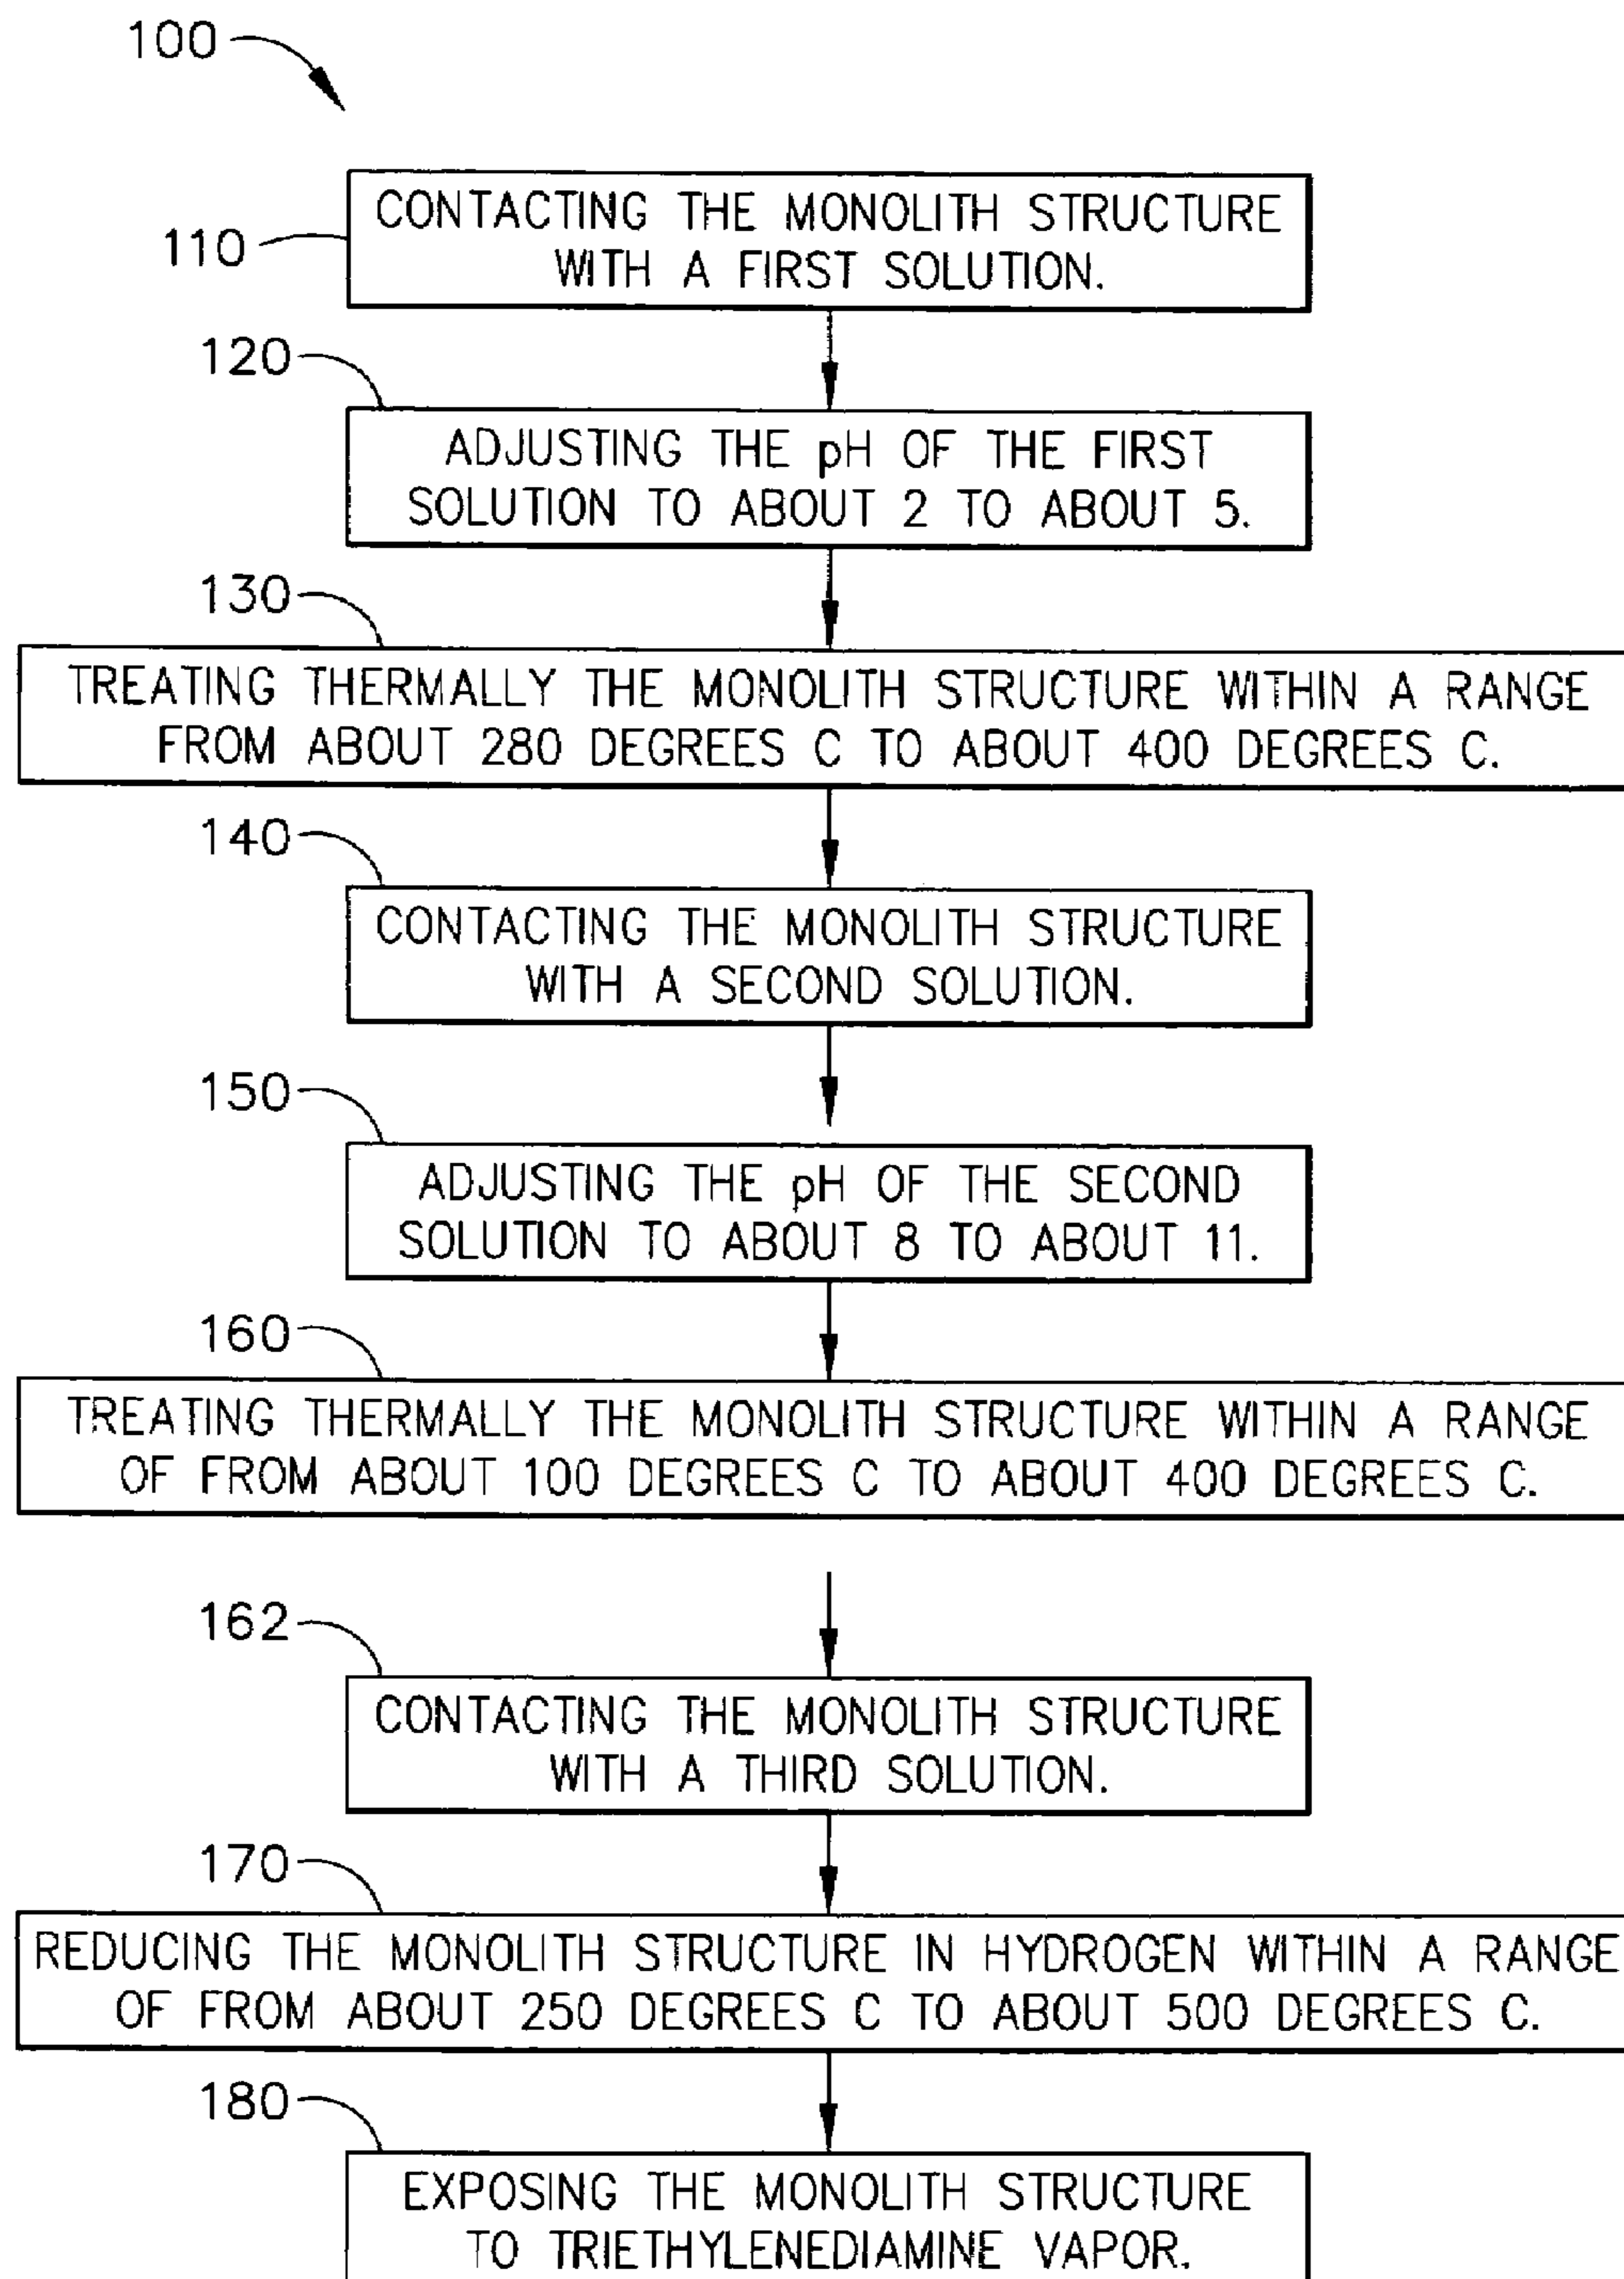 100
110
CONTACTING THE MONOLITH STRUCTURE
WITH A FIRST SOLUTION.
120
ADJUSTING THE pH OF THE FIRST
SOLUTION TO ABOUT 2 TO ABOUT 5.
130
TREATING THERMALLY THE MONOLITH STRUCTURE WITHIN A RANGE
FROM ABOUT 280 DEGREES C TO ABOUT 400 DEGREES C.
140
CONTACTING THE MONOLITH STRUCTURE
WITH A SECOND SOLUTION.
150
ADJUSTING THE pH OF THE SECOND
SOLUTION TO ABOUT 8 TO ABOUT 11.
160
TREATING THERMALLY THE MONOLITH STRUCTURE WITHIN A RANGE
OF FROM ABOUT 100 DEGREES C TO ABOUT 400 DEGREES C.
162
CONTACTING THE MONOLITH STRUCTURE
WITH A THIRD SOLUTION.
170
REDUCING THE MONOLITH STRUCTURE IN HYDROGEN WITHIN A RANGE
OF FROM ABOUT 250 DEGREES C TO ABOUT 500 DEGREES C.
180
EXPOSING THE MONOLITH STRUCTURE
TO TRIETHYLENEDIAMINE VAPOR.